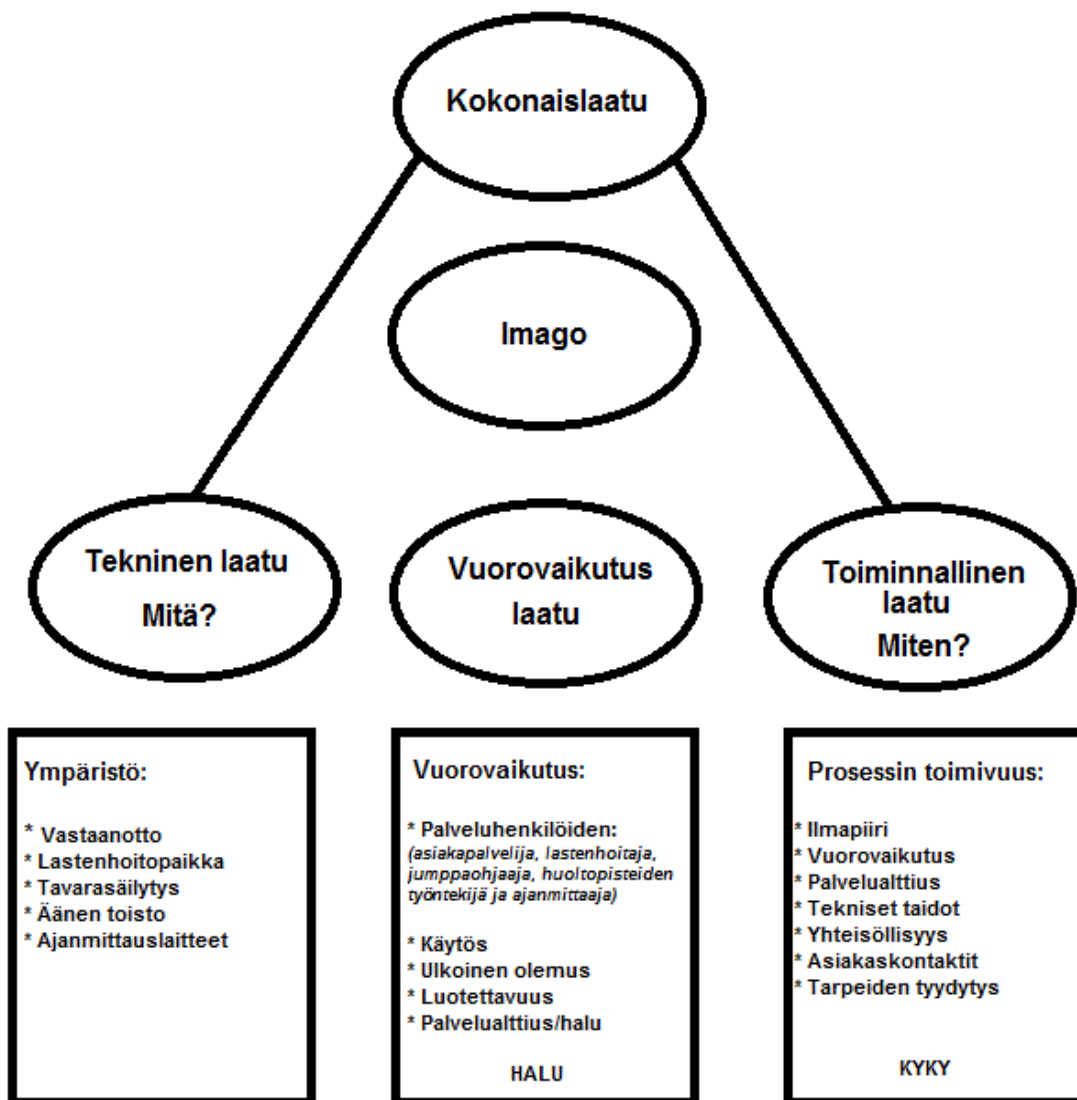 Kokonaislaatu
Imago
Tekninen laatu
Mitä?
Vuorovaikutus
laatu
Toiminnallinen
laatu
Miten?
Ympäristö:
* Vastaanotto
* Lastenhoitopaikka
* Tavarasäilytys
* Äänen toisto
* Ajanmittauslaitteet
Vuorovaikutus:
* Palveluhenkilöiden:
(asiakapalvelija, lastenhoitaja,
jumppaohjaaja, huoltopisteiden
työntekijä ja ajanmittaaja)
* Käytös
* Ulkoinen olemus
* Luotettavuus
* Palvelualttius/halu
HALU
Prosessin toimivuus:
* Ilmapiiri
* Vuorovaikutus
* Palvelualttius
* Tekniset taidot
* Yhteisöllisyys
* Asiakaskontaktit
* Tarpeiden tyydytys
KYKY